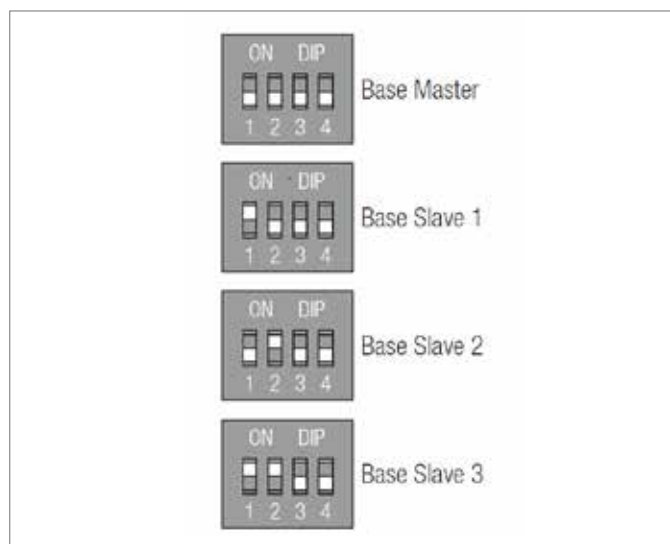 ON DIP
1 2 3 4
Base Master
ON DIP
1 2 3 4
Base Slave 1
ON DIP
1 2 3 4
Base Slave 2
ON DIP
1 2 3 4
Base Slave 3